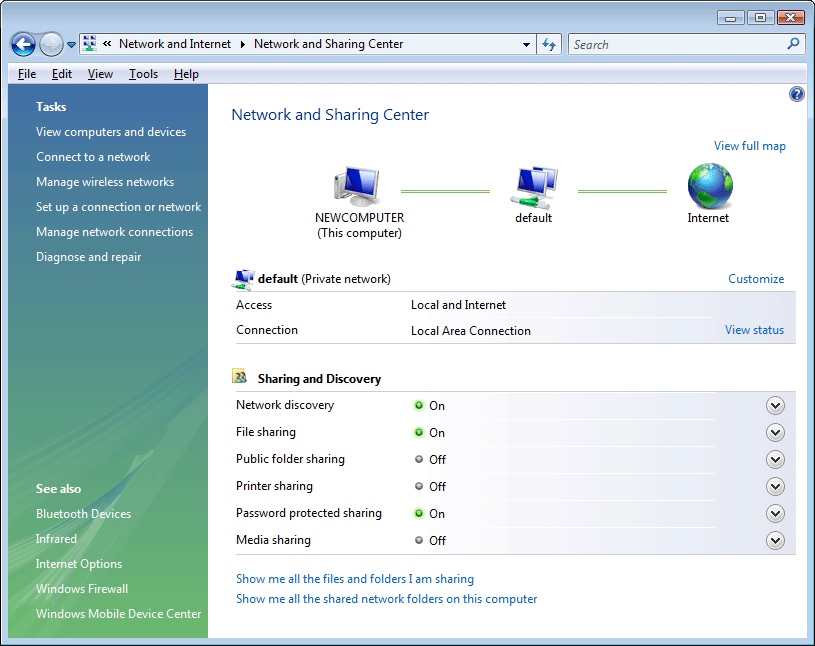 « Network and Internet ▸ Network and Sharing Center
Search
File Edit View Tools Help
Tasks
View computers and devices
Connect to a network
Manage wireless networks
Set up a connection or network
Manage network connections
Diagnose and repair
See also
Bluetooth Devices
Infrared
Internet Options
Windows Firewall
Windows Mobile Device Center
?
Network and Sharing Center
View full map
NEWCOMPUTER
(This computer)
default
Internet
default (Private network) Customize
Access Local and Internet
Connection Local Area Connection View status
Sharing and Discovery
Network discovery On
File sharing On
Public folder sharing Off
Printer sharing Off
Password protected sharing On
Media sharing Off
Show me all the files and folders I am sharing
Show me all the shared network folders on this computer